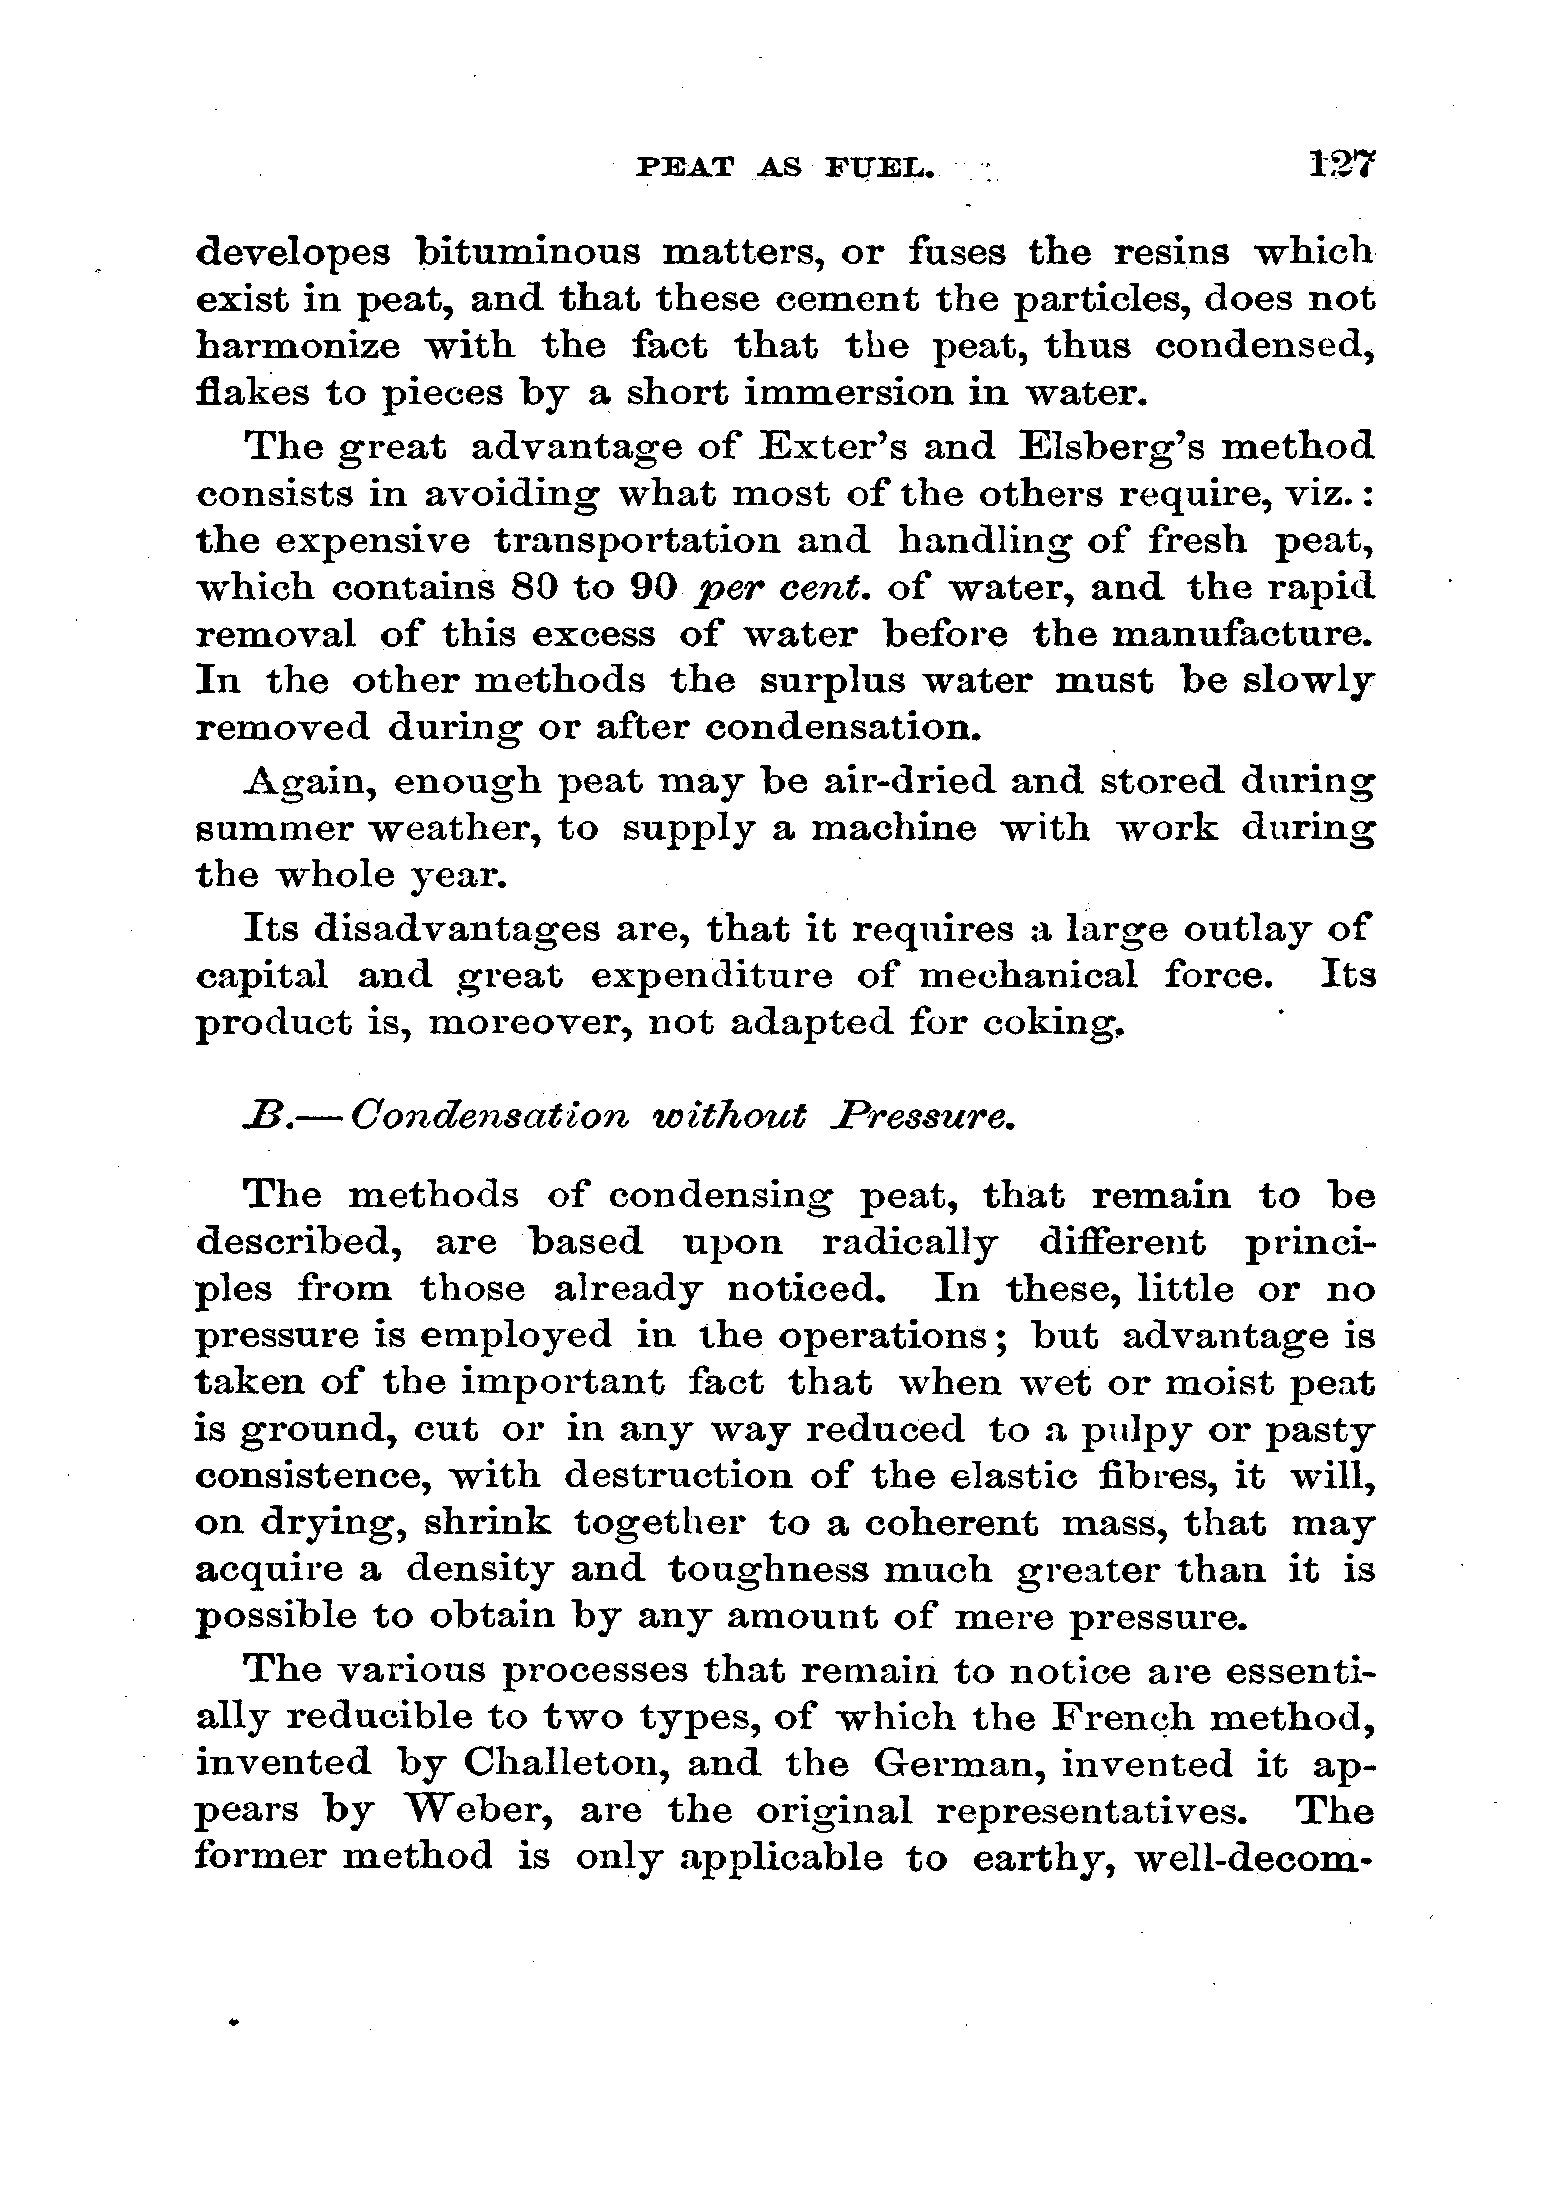 PEAT AS FUEL. 127
developes bituminous matters, or fuses the resins which
exist in peat, and that these cement the particles, does not
harmonize with the fact that the peat, thus condensed,
flakes to pieces by a short immersion in water.
The great advantage of Exter's and Elsberg's method
consists in avoiding what most of the others require, viz.:
the expensive transportation and handling of fresh peat,
which contains 80 to 90 per cent. of water, and the rapid
removal of this excess of water before the manufacture.
In the other methods the surplus water must be slowly
removed during or after condensation.
Again, enough peat may be air-dried and stored during
summer weather, to supply a machine with work during
the whole year.
Its disadvantages are, that it requires a large outlay of
capital and great expenditure of mechanical force. Its
product is, moreover, not adapted for coking.
B.—Condensation without Pressure.
The methods of condensing peat, that remain to be
described, are based upon radically different princi-
ples from those already noticed. In these, little or no
pressure is employed in the operations; but advantage is
taken of the important fact that when wet or moist peat
is ground, cut or in any way reduced to a pulpy or pasty
consistence, with destruction of the elastic fibres, it will,
on drying, shrink together to a coherent mass, that may
acquire a density and toughness much greater than it is
possible to obtain by any amount of mere pressure.
The various processes that remain to notice are essenti-
ally reducible to two types, of which the French method,
invented by Challeton, and the German, invented it ap-
pears by Weber, are the original representatives. The
former method is only applicable to earthy, well-decom-